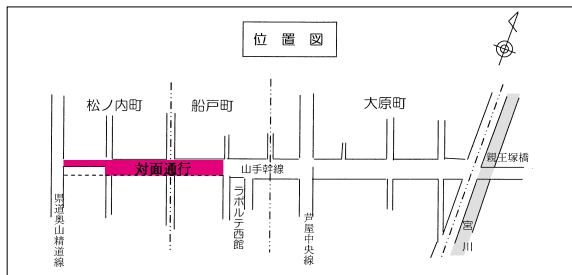 位置図
松ノ内町
船戸町
大原町
対面通行
山手幹線
親王塚橋
県道奥山精道線
ラポルテ西館
芦屋中央線
宮川